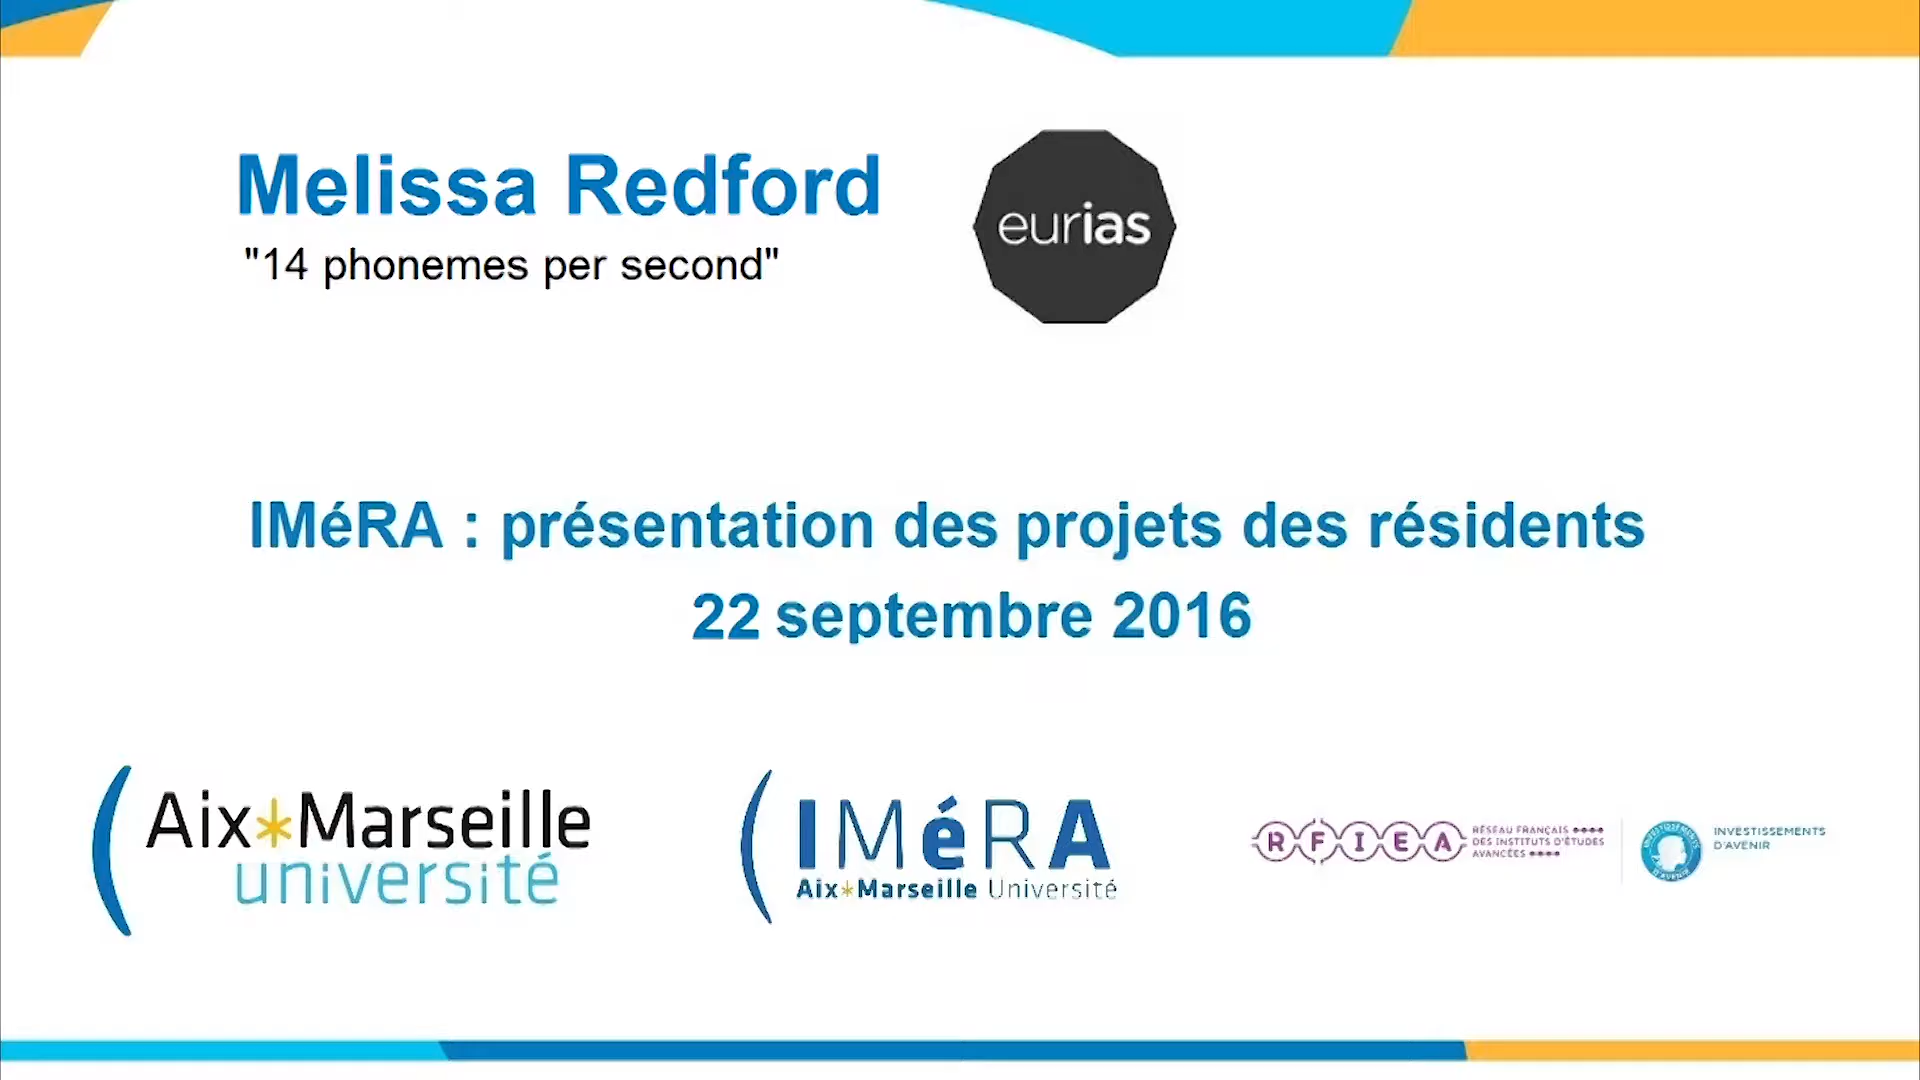 Melissa Redford
"14 phonemes per second"
eurias
IMéRA : présentation des projets des résidents
22 septembre 2016
Aix*Marseille
université
IMéRA
Aix*Marseille Université
RFIEA
RÉSEAU FRANÇAIS
DES INSTITUTS D'ÉTUDES
AVANCÉES
INVESTISSEMENTS
D'AVENIR